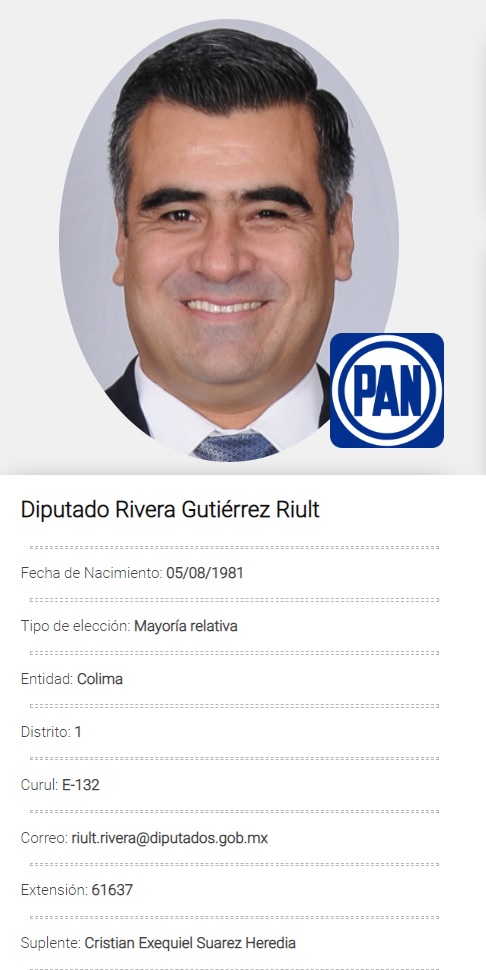 PAN
Diputado Rivera Gutiérrez Riult
Fecha de Nacimiento: 05/08/1981
Tipo de elección: Mayoría relativa
Entidad: Colima
Distrito: 1
Curul: E-132
Correo: riult.rivera@diputados.gob.mx
Extensión: 61637
Suplente: Cristian Exequiel Suarez Heredia